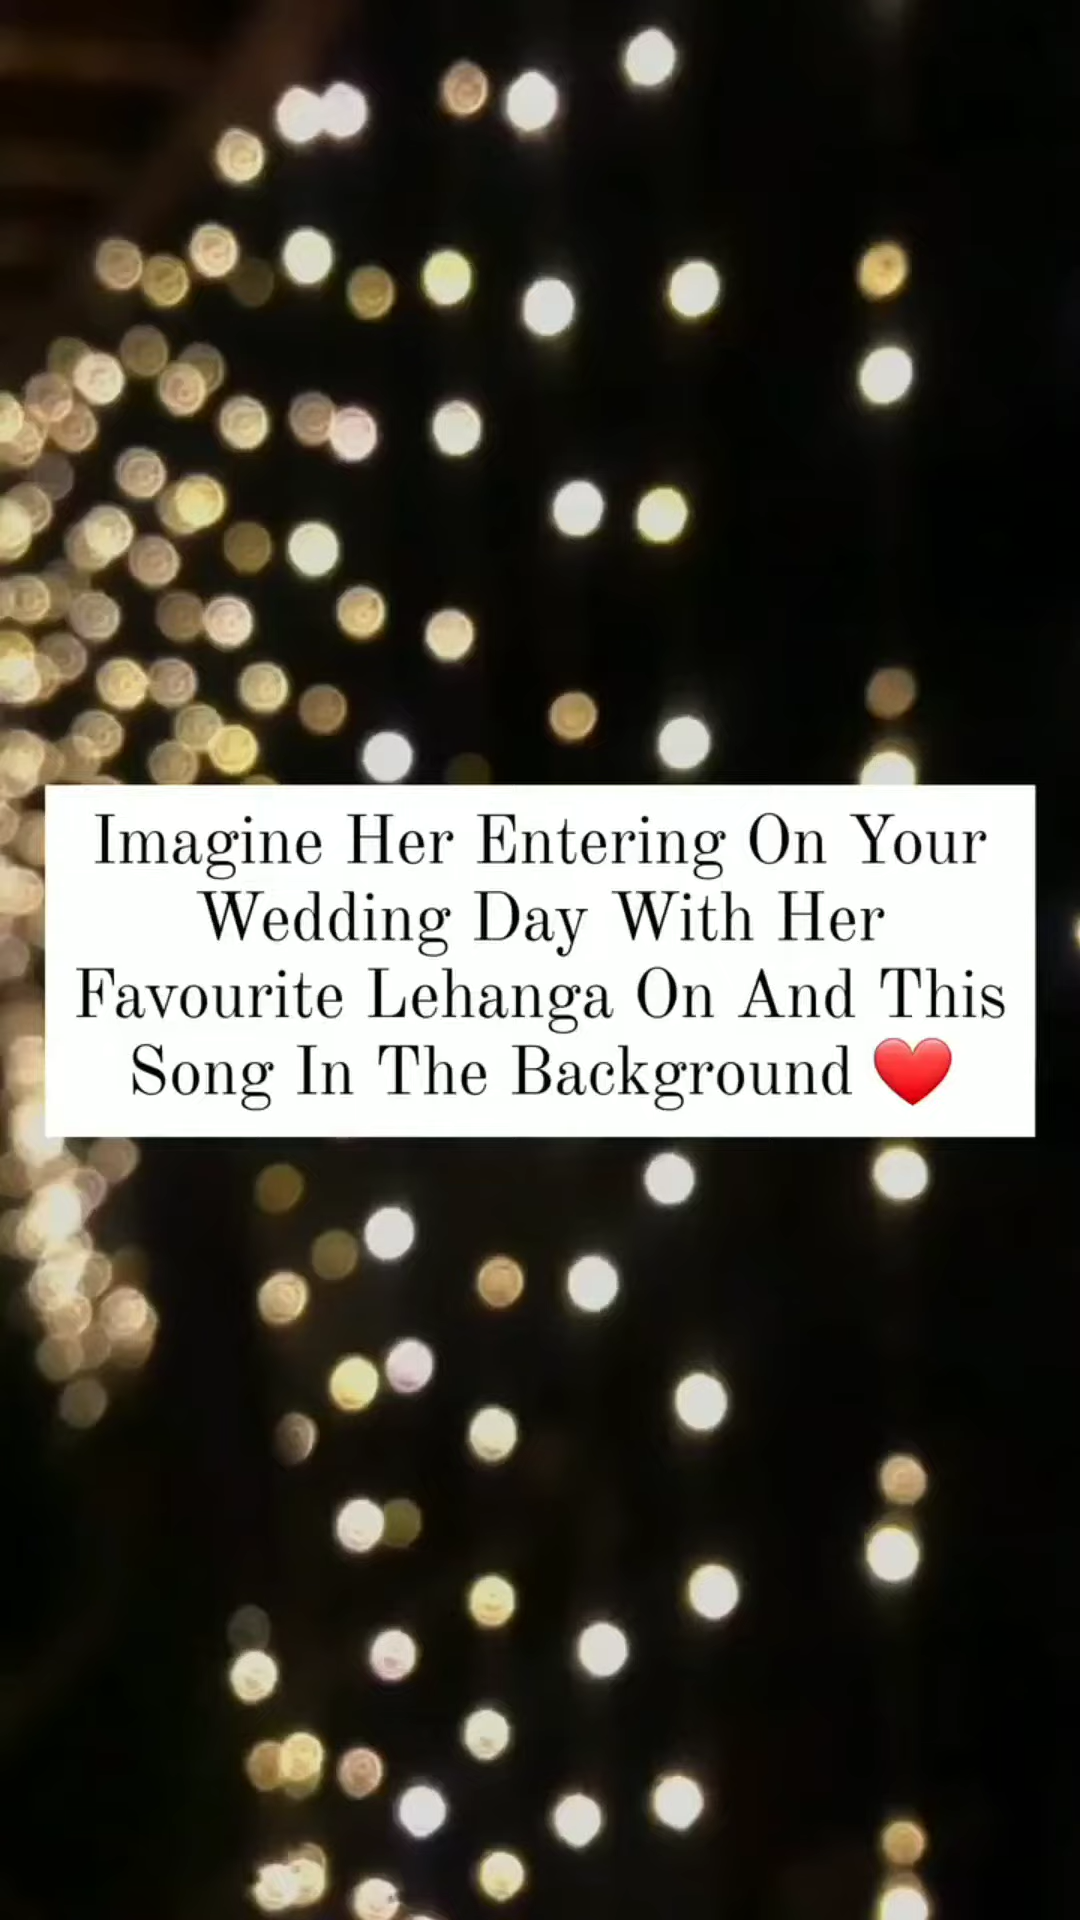 Imagine Her Entering On Your
Wedding Day With Her
Favourite Lehanga On And This
Song In The Background ❤️